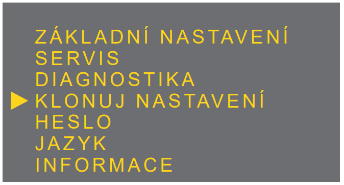 ZÁKLADNÍ NASTAVENÍ
SERVIS
DIAGNOSTIKA
KLONUJ NASTAVENÍ
HESLO
JAZYK
INFORMACE